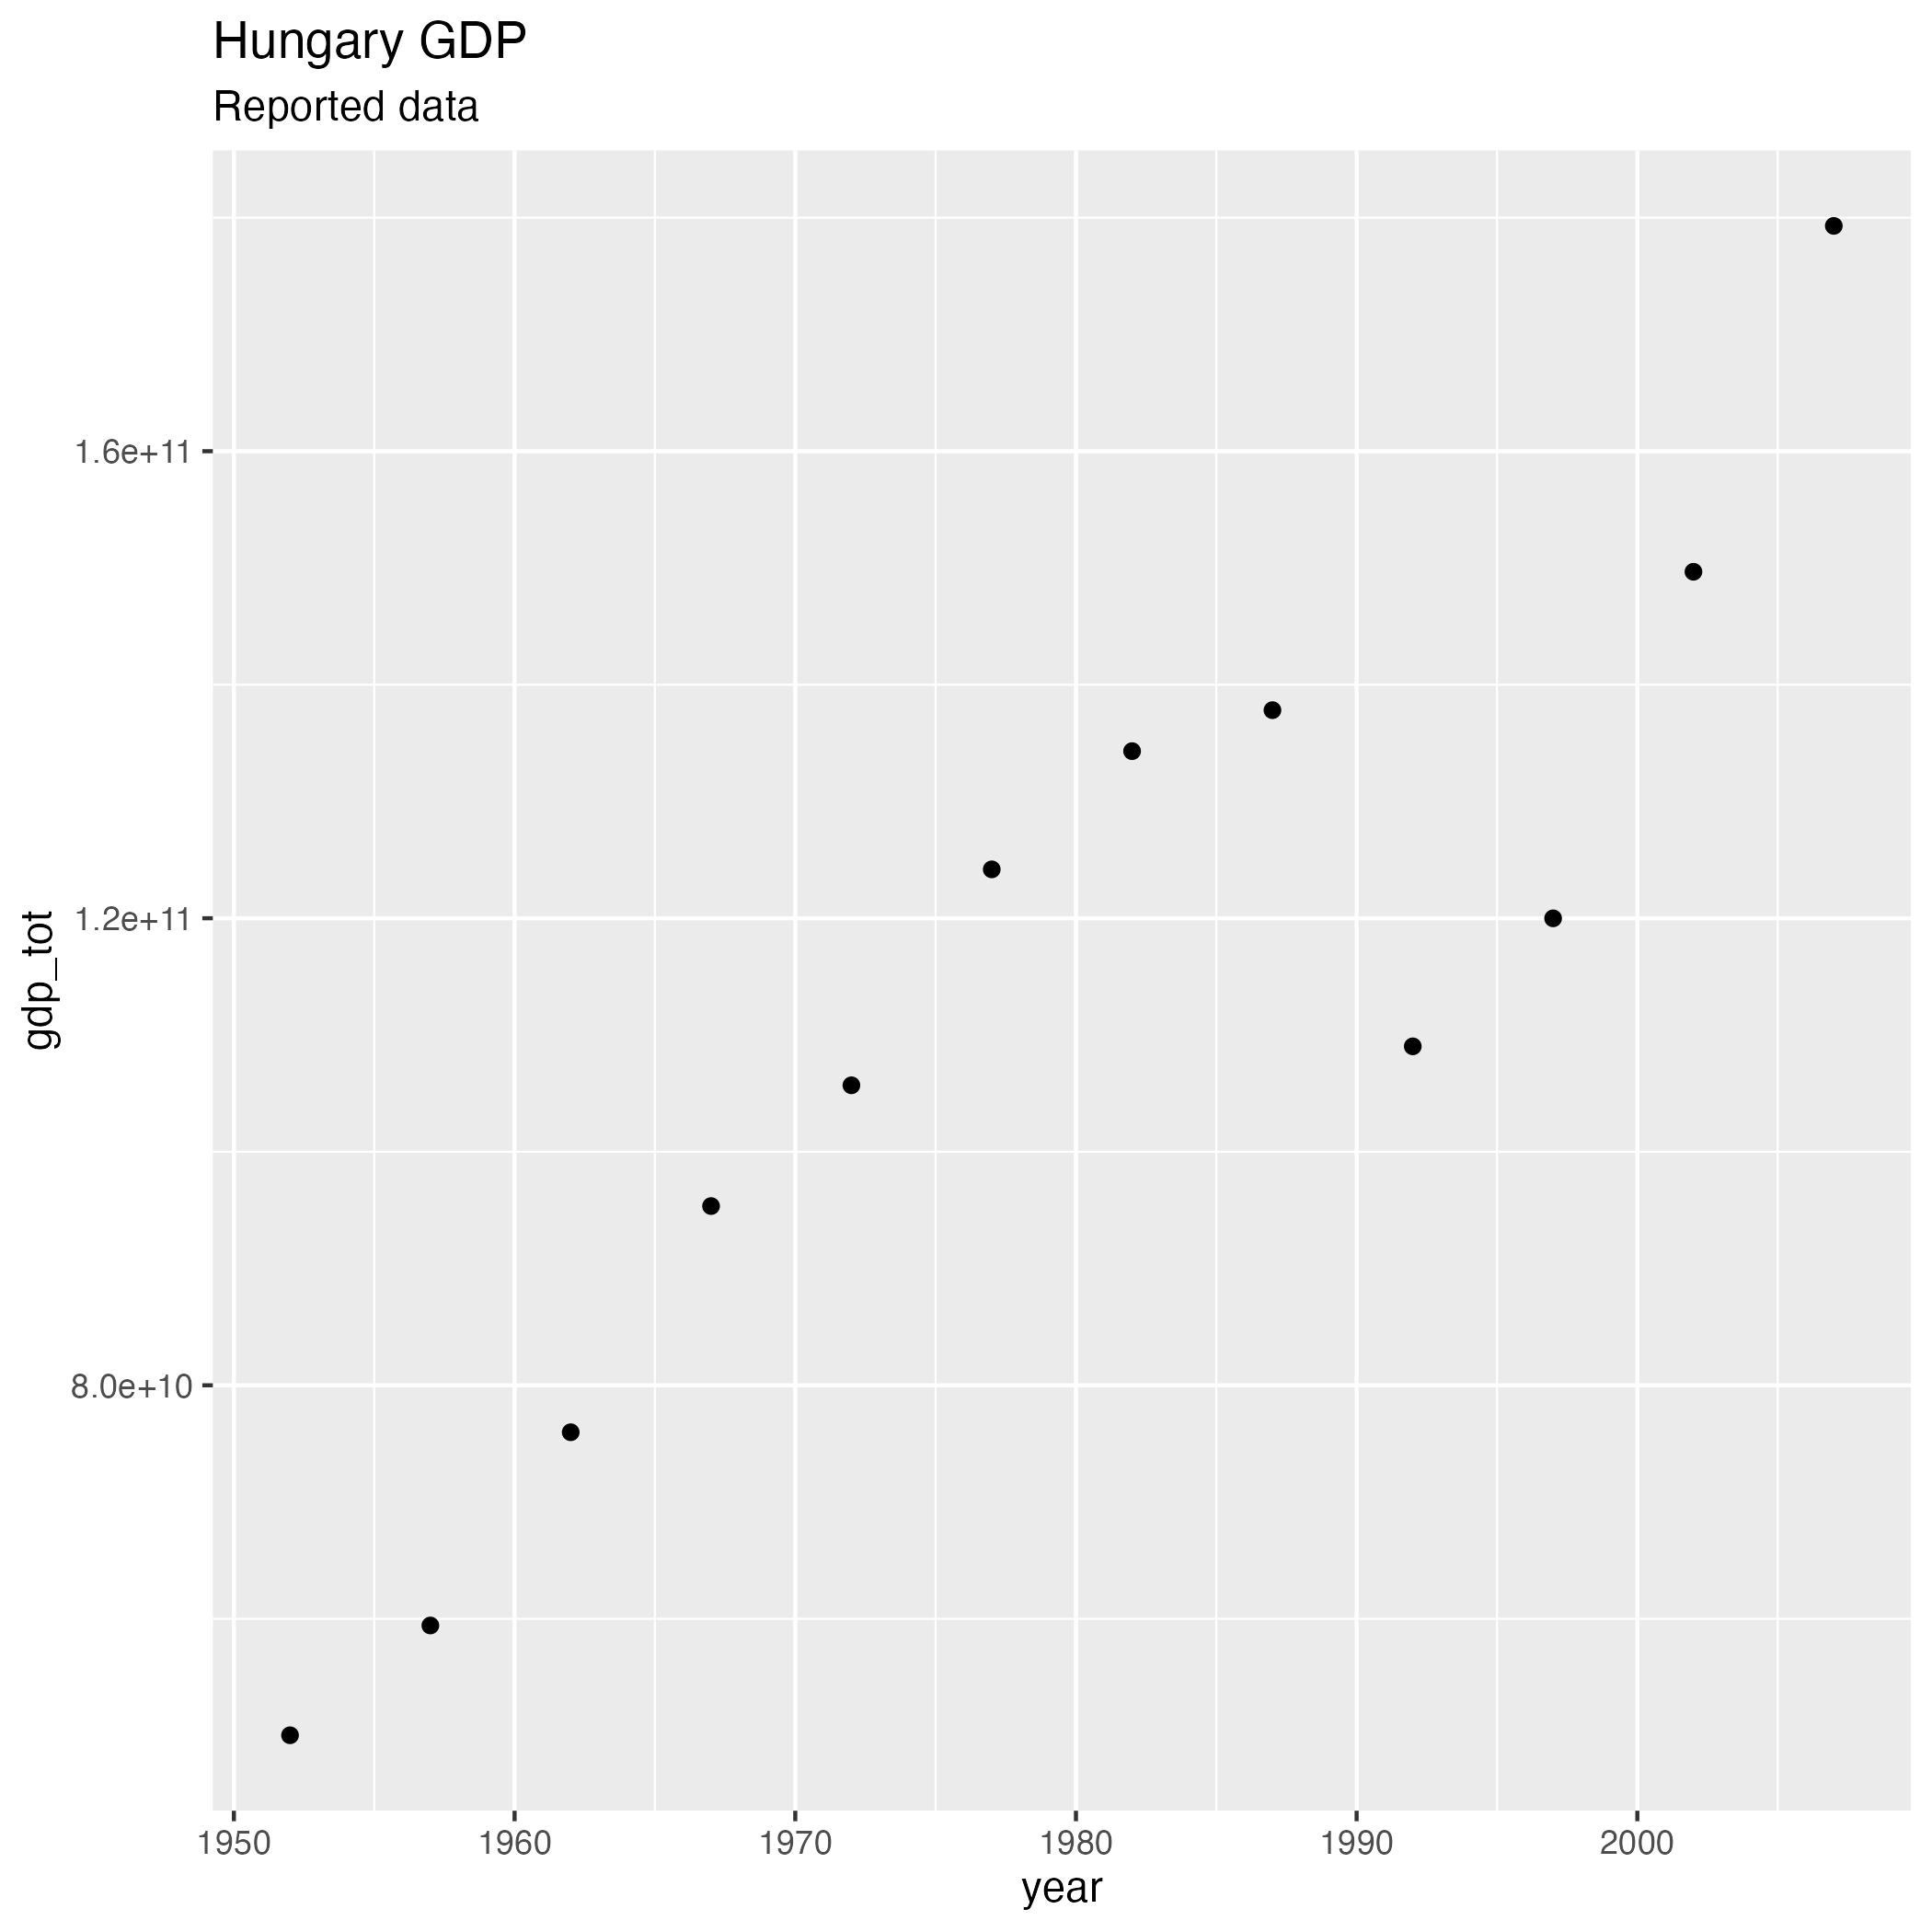 Hungary GDP
Reported data
1.6e+11
1.2e+11
8.0e+10
gdp_tot
1950 1960 1970 1980 1990 2000
year